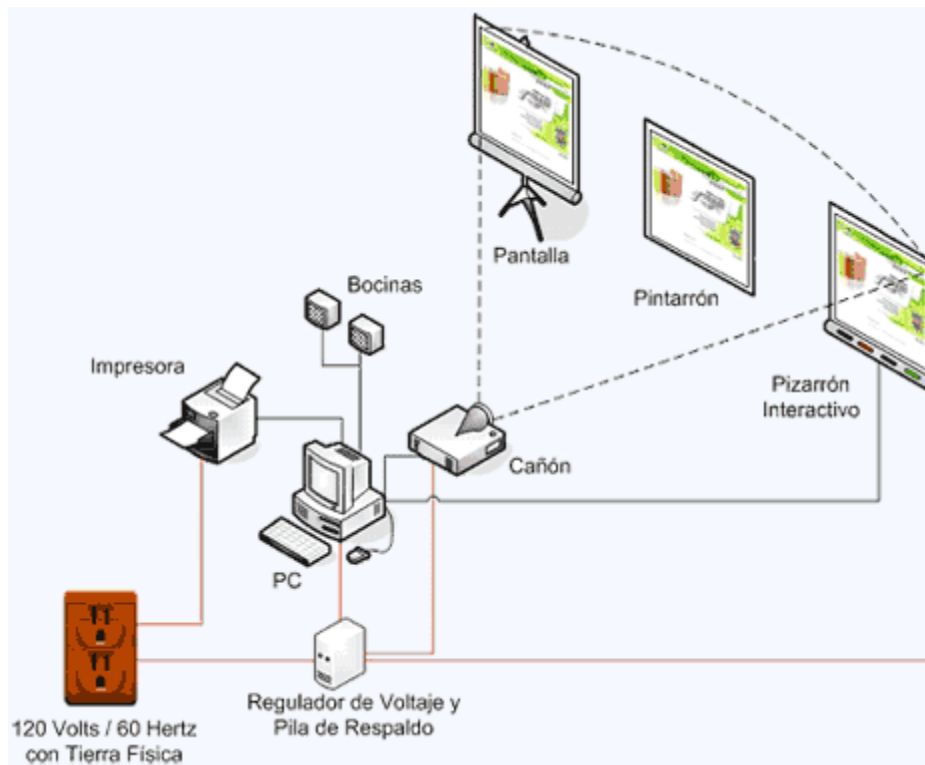 Pantalla
Bocinas
Pintarrón
Impresora
Pizarrón
Interactivo
Cañón
PC
Regulador de Voltaje y
Pila de Respaldo
120 Volts / 60 Hertz
con Tierra Física